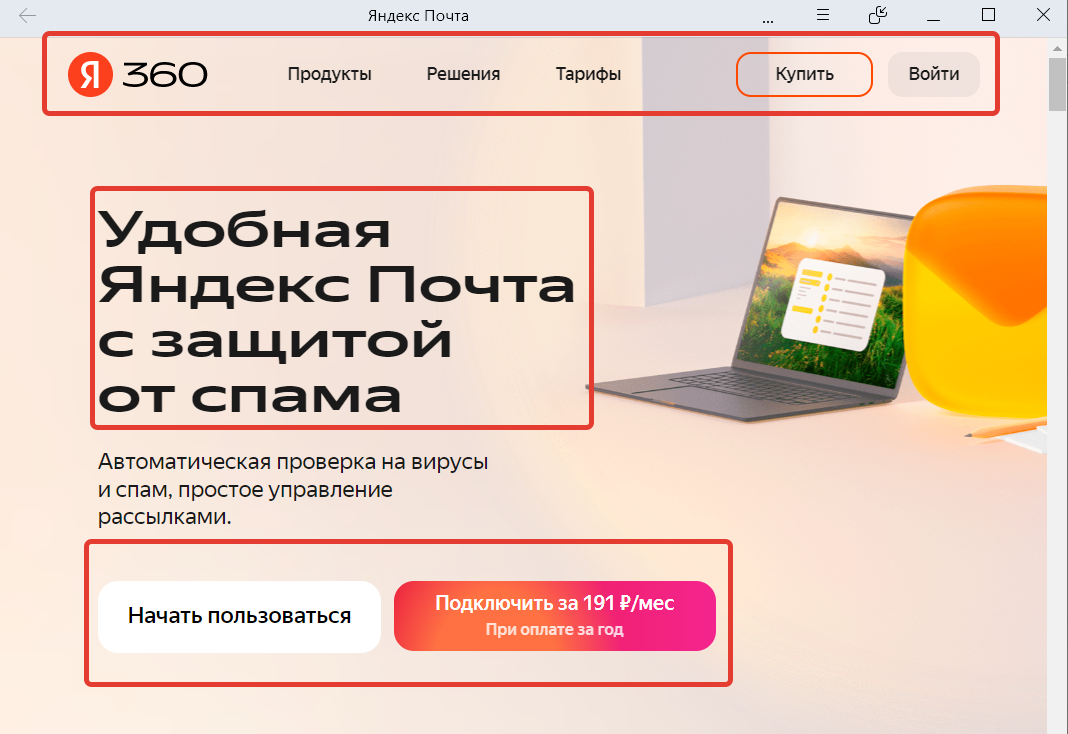 Яндекс Почта
...
Я 360
Продукты
Решения
Тарифы
Купить
Войти
Удобная
Яндекс Почта
с защитой
от спама
Автоматическая проверка на вирусы
и спам, простое управление
рассылками.
Начать пользоваться
Подключить за 191 ₽/мес
При оплате за год